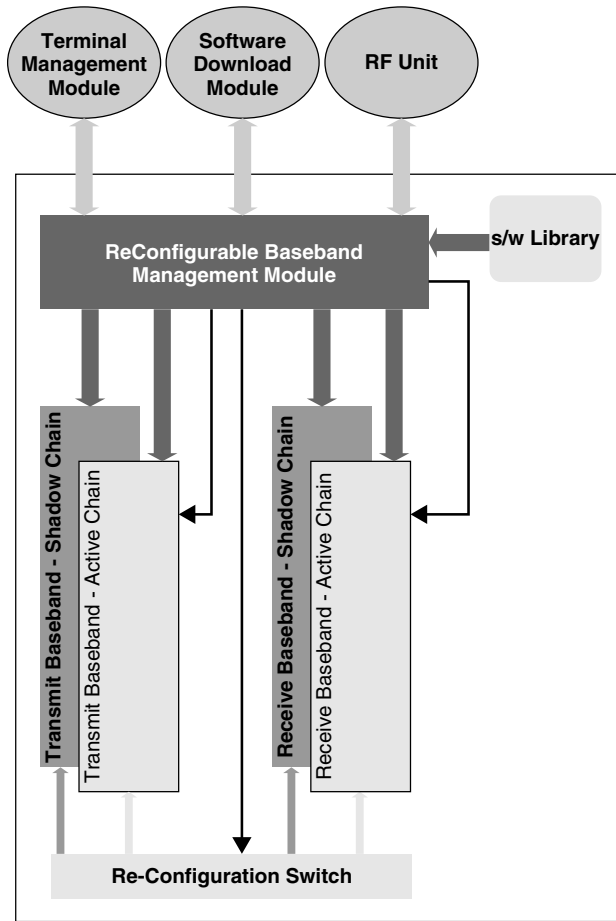 Terminal
Management
Module
Software
Download
Module
RF Unit
ReConfigurable Baseband
Management Module
s/w Library
Transmit Baseband - Shadow Chain
Transmit Baseband - Active Chain
Receive Baseband - Shadow Chain
Receive Baseband - Active Chain
Re-Configuration Switch